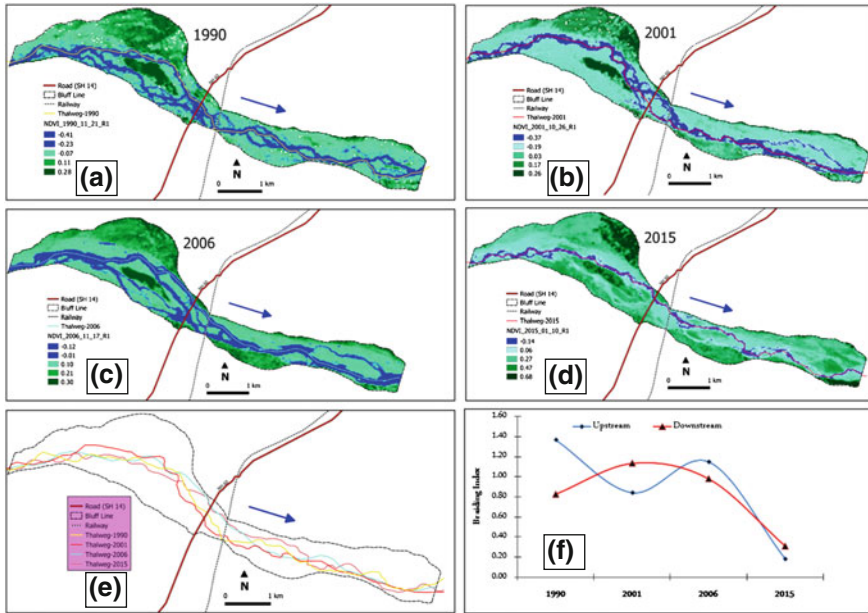 1990
Road (SH 14)
Bluff Line
Railway
Thalweg-1990
NDVI_1990_11_21_R1
-0.41
-0.23
-0.07
0.11
0.28
(a)
N
0 1 km
2001
Road (SH 14)
Bluff Line
Railway
Thalweg-2001
NDVI_2001_10_26_R1
-0.37
-0.19
0.03
0.17
0.26
(b)
N
0 1 km
2006
Road (SH 14)
Bluff Line
Railway
Thalweg-2006
NDVI_2006_11_17_R1
-0.12
-0.01
0.10
0.21
0.30
(c)
N
0 1 km
2015
Road (SH 14)
Bluff Line
Railway
Thalweg-2015
NDVI_2015_01_10_R1
-0.14
0.06
0.27
0.47
0.68
(d)
N
0 1 km
Road (SH 14)
Bluff Line
Railway
Thalweg-1990
Thalweg-2001
Thalweg-2006
Thalweg-2015
(e)
N
0 1 km
Upstream Downstream
Braiding Index
1.60
1.40
1.20
1.00
0.80
0.60
0.40
0.20
0.00
1990 2001 2006 2015
(f)